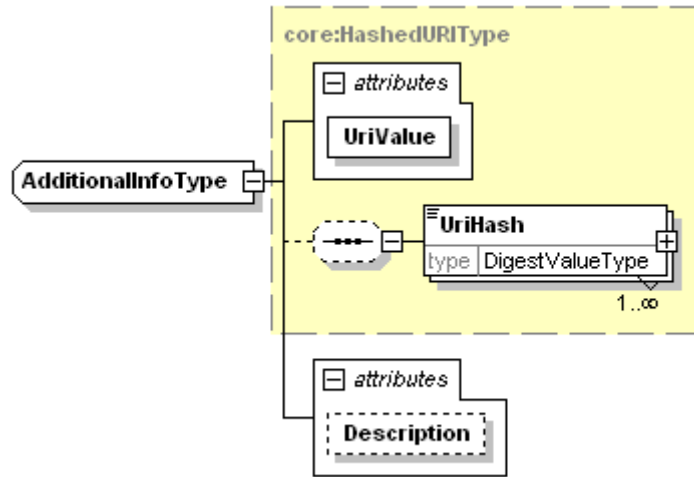 core:HashedURIType
attributes
UriValue
AdditionalInfoType
UriHash
type DigestValueType
1..∞
attributes
Description